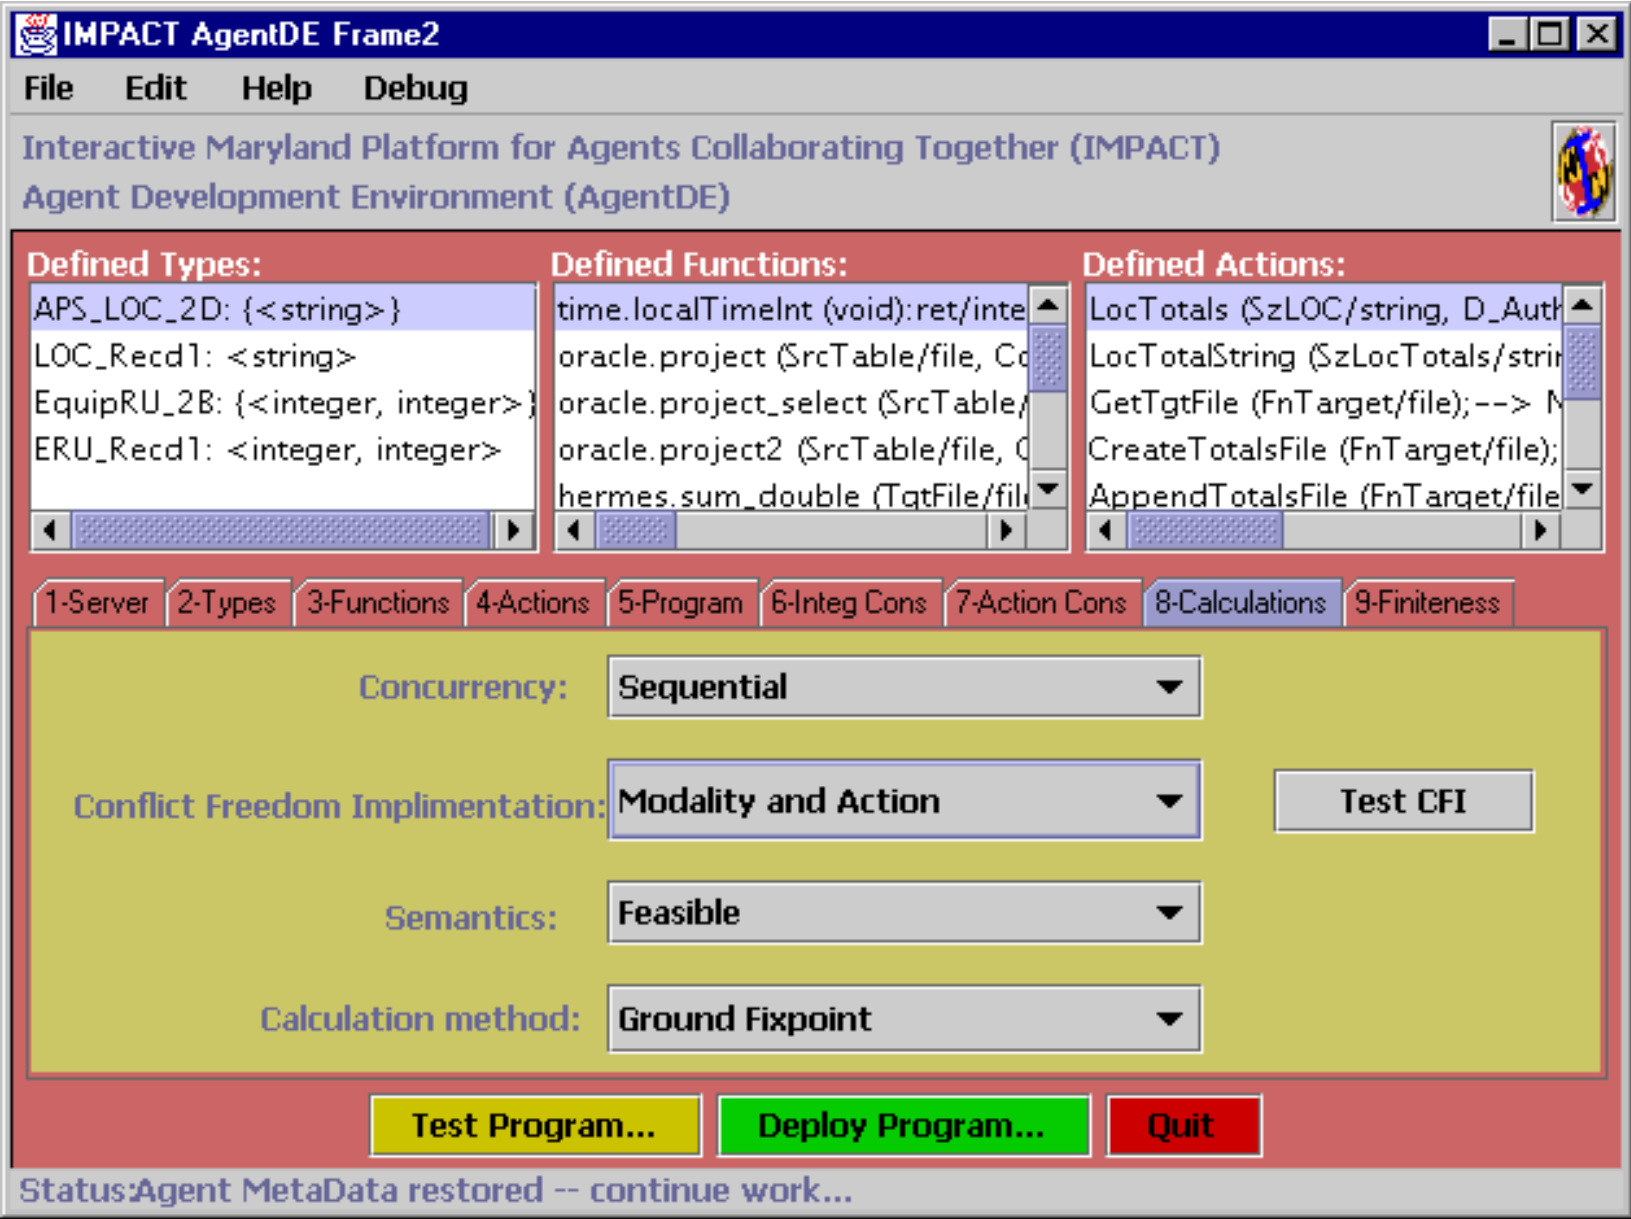 IMPACT AgentDE Frame2
File Edit Help Debug
Interactive Maryland Platform for Agents Collaborating Together (IMPACT)
Agent Development Environment (AgentDE)
Defined Types: Defined Functions: Defined Actions:
APS_LOC_2D: {<string>} time.localTimeInt (void):ret/inte LocTotals (SzLOC/string, D_Auth
LOC_Recd1: <string> oracle.project (SrcTable/file, Co LocTotalString (SzLocTotals/strin
EquipRU_2B: {<integer, integer>} oracle.project_select (SrcTable/ GetTgtFile (FnTarget/file);--> N
ERU_Recd1: <integer, integer> oracle.project2 (SrcTable/file, C CreateTotalsFile (FnTarget/file);
hermes.sum_double (TgtFile/file AppendTotalsFile (FnTarget/file
1-Server 2-Types 3-Functions 4-Actions 5-Program 6-Integ Cons 7-Action Cons 8-Calculations 9-Finiteness
Concurrency: Sequential
Conflict Freedom Implimentation: Modality and Action Test CFI
Semantics: Feasible
Calculation method: Ground Fixpoint
Test Program... Deploy Program... Quit
Status:Agent MetaData restored -- continue work...